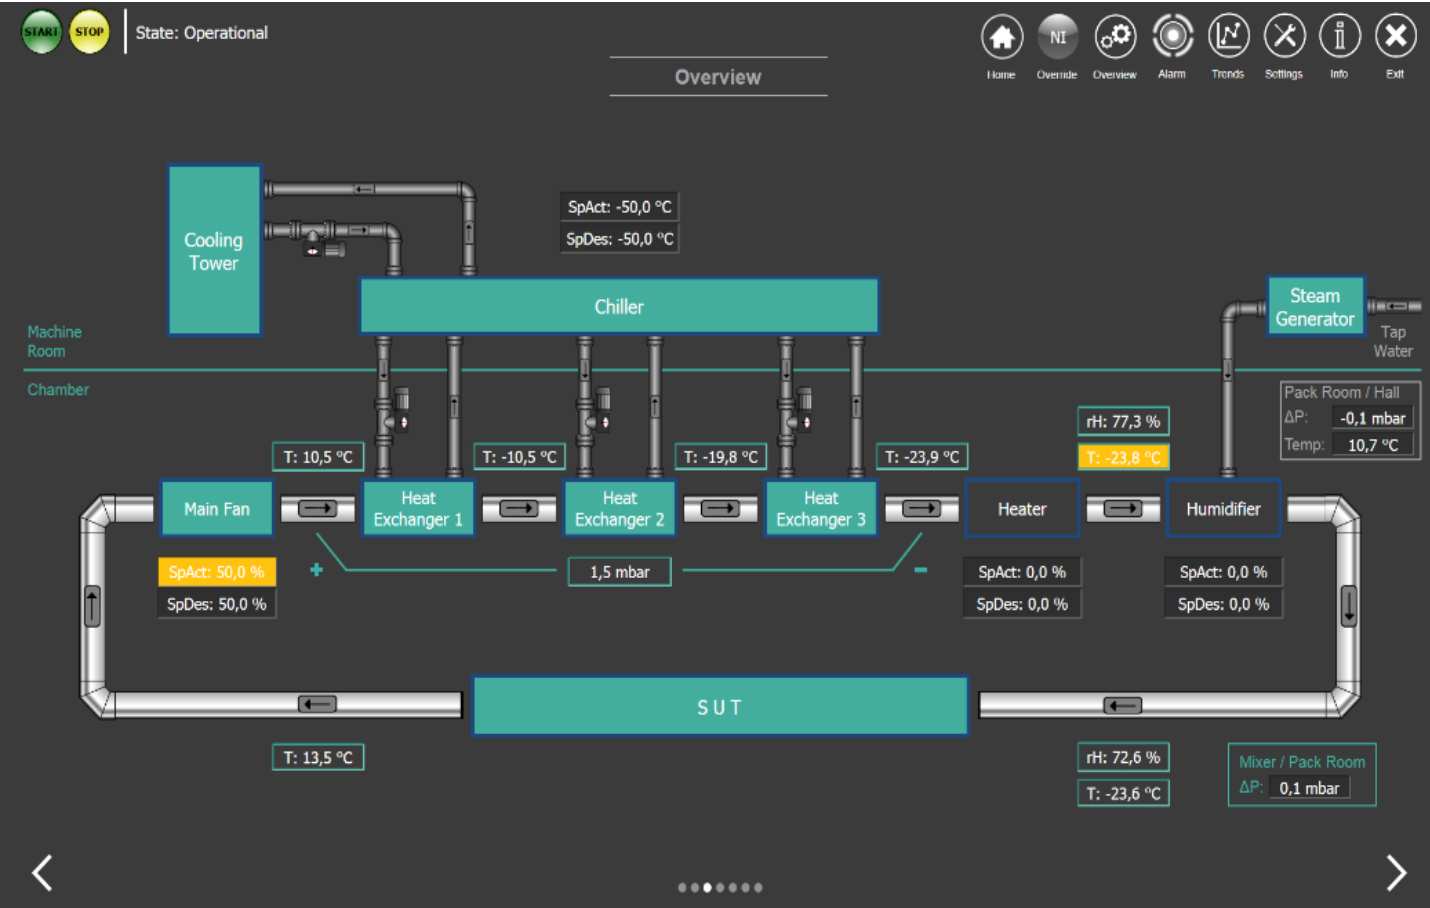 START STOP State: Operational
NI
Home Override Overview Alarm Trends Settings Info Exit
Overview
SpAct: -50,0 °C
SpDes: -50,0 °C
Cooling
Tower
Chiller
Steam
Generator
Tap
Water
Machine
Room
Chamber
Pack Room / Hall
ΔP: -0,1 mbar
Temp: 10,7 °C
rH: 77,3 %
T: 10,5 °C T: -10,5 °C T: -19,8 °C T: -23,9 °C T: -23,8 °C
Main Fan
Heat
Exchanger 1
Heat
Exchanger 2
Heat
Exchanger 3
Heater
Humidifier
SpAct: 50,0 % + 1,5 mbar - SpAct: 0,0 % SpAct: 0,0 %
SpDes: 50,0 % SpDes: 0,0 % SpDes: 0,0 %
SUT
T: 13,5 °C rH: 72,6 %
T: -23,6 °C
Mixer / Pack Room
ΔP: 0,1 mbar